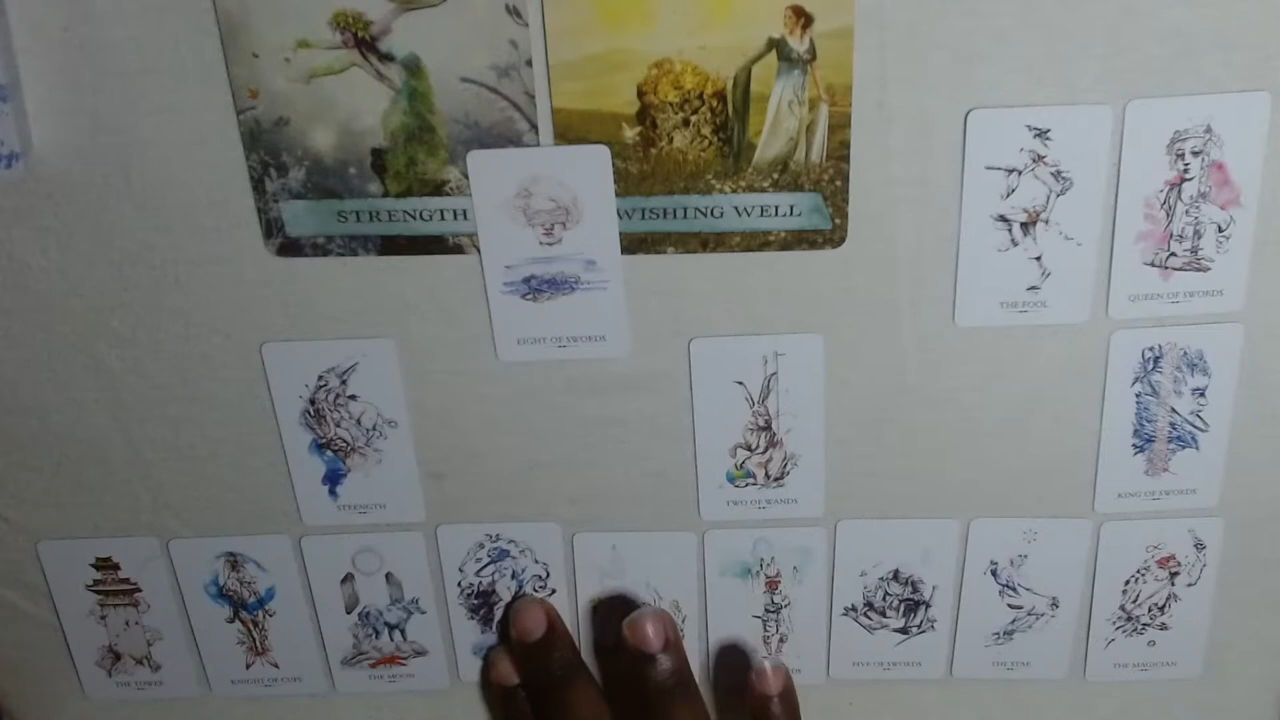 STRENGTH
WISHING WELL
EIGHT OF SWORDS
THE FOOL
QUEEN OF SWORDS
STRENGTH
TWO OF WANDS
KING OF SWORDS
THE TOWER
KNIGHT OF CUPS
THE MOON
FIVE OF SWORDS
THE STAR
THE MAGICIAN